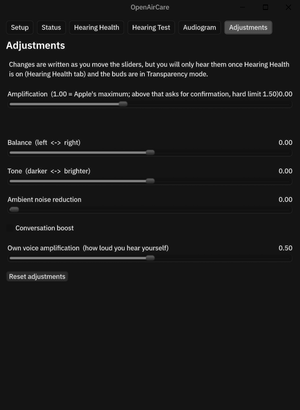 OpenAirCare
Setup Status Hearing Health Hearing Test Audiogram Adjustments
Adjustments
Changes are written as you move the sliders, but you will only hear them once Hearing Health
is on (Hearing Health tab) and the buds are in Transparency mode.
Amplification (1.00 = Apple's maximum; above that asks for confirmation, hard limit 1.50)0.00
Balance (left <-> right) 0.00
Tone (darker <-> brighter) 0.00
Ambient noise reduction 0.00
Conversation boost
Own voice amplification (how loud you hear yourself) 0.50
Reset adjustments